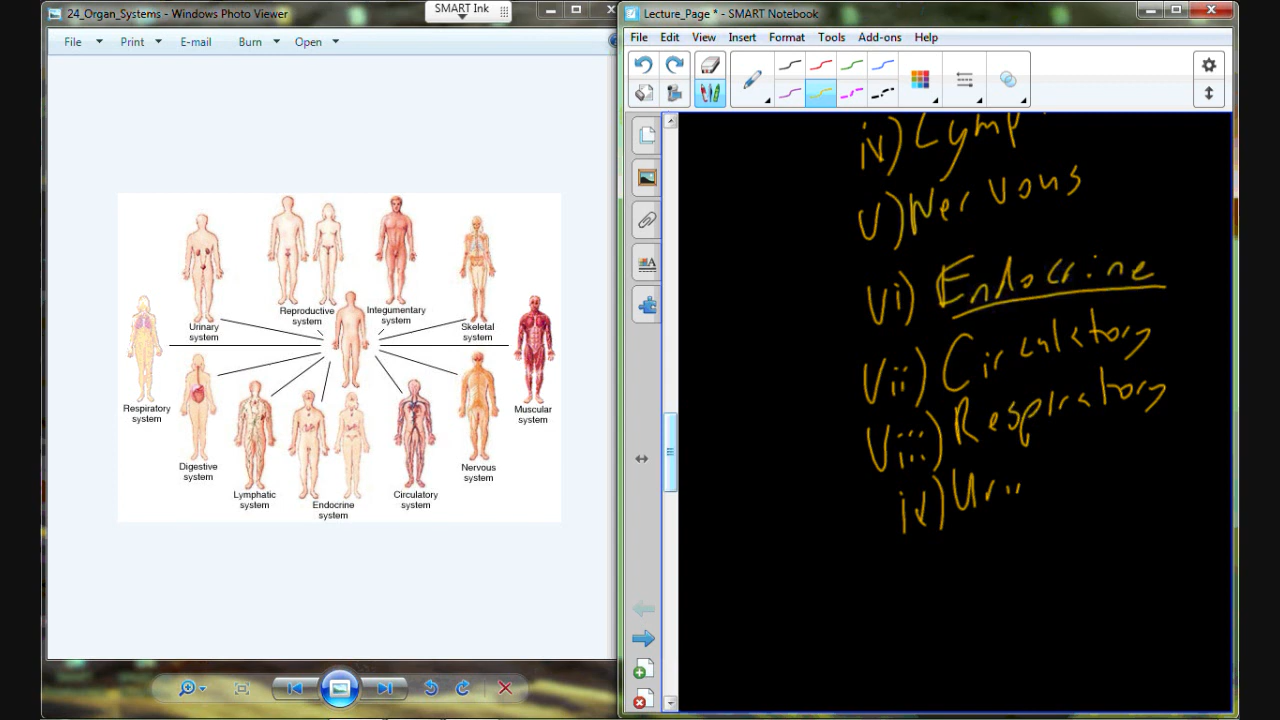 24_Organ_Systems - Windows Photo Viewer
SMART Ink
File Print E-mail Burn Open
Urinary
system
Reproductive
system
Integumentary
system
Skeletal
system
Respiratory
system
Muscular
system
Digestive
system
Nervous
system
Lymphatic
system
Endocrine
system
Circulatory
system
Lecture_Page * - SMART Notebook
File Edit View Insert Format Tools Add-ons Help
iv) Lymp
v) Nervous
vi) Endocrine
vii) Circulatory
viii) Respiratory
ix) Uri